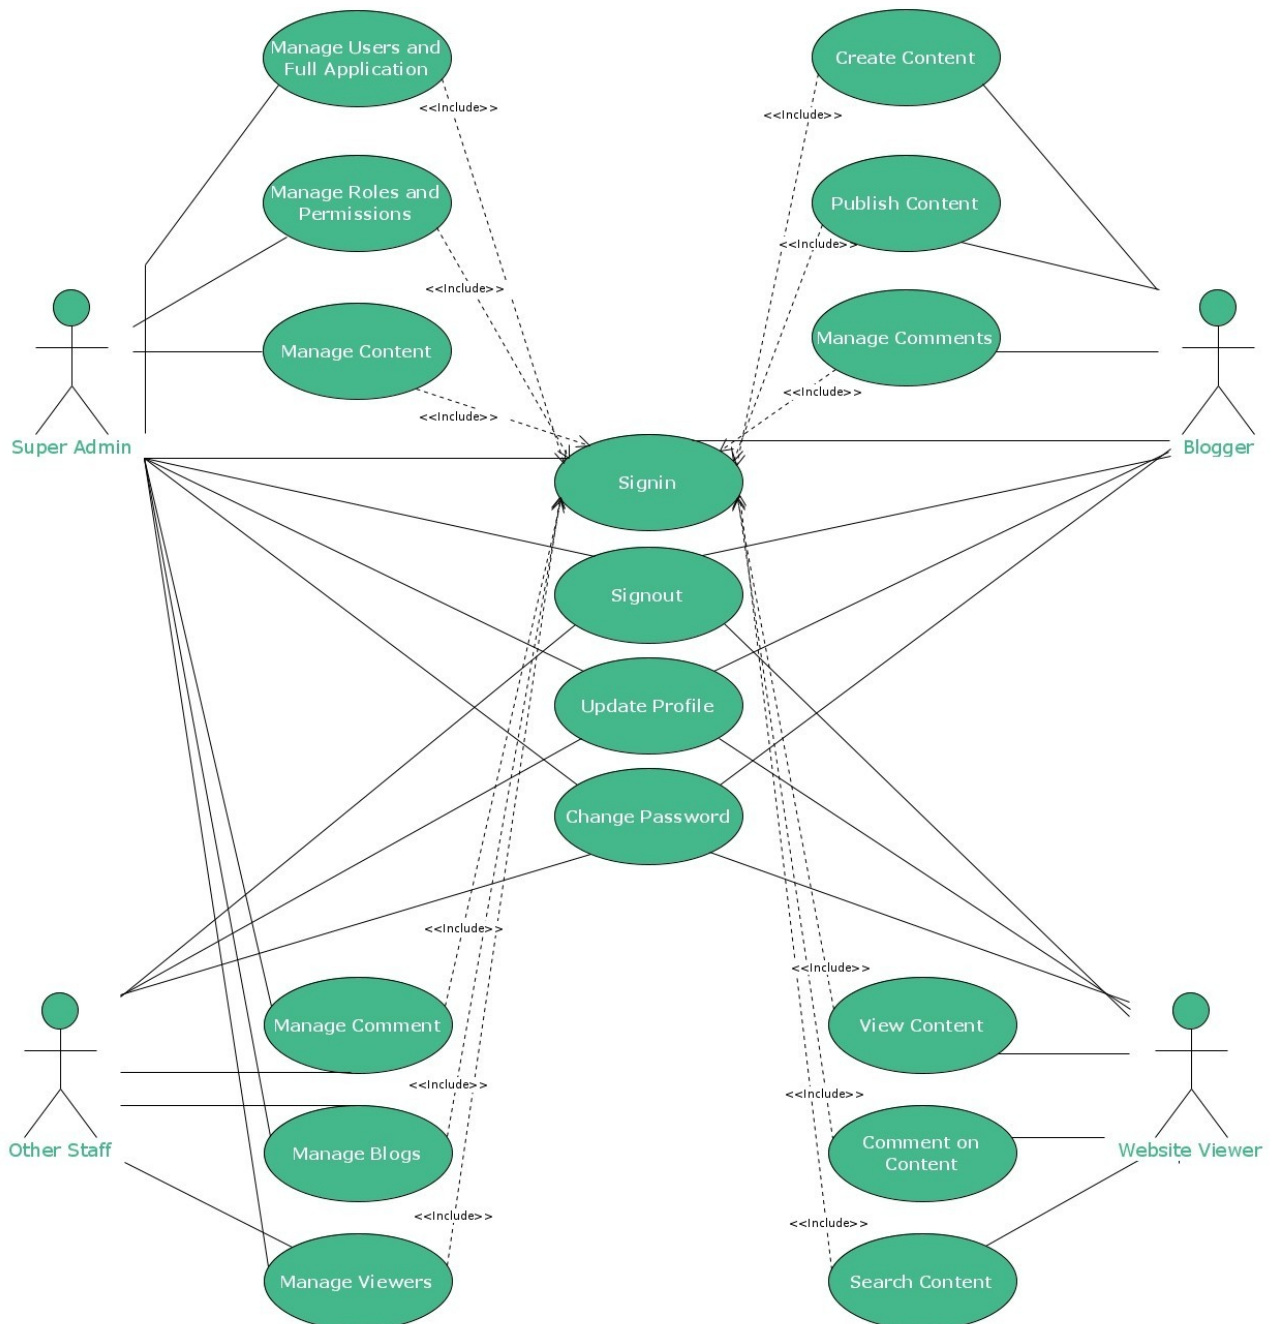 Manage Users and
Full Application
Create Content
<<Include>>
<<Include>>
Manage Roles and
Permissions
Publish Content
<<Include>>
<<Include>>
Manage Content
Manage Comments
<<Include>>
<<Include>>
Super Admin
Blogger
Signin
Signout
Update Profile
Change Password
<<Include>>
<<Include>>
Manage Comment
View Content
<<Include>>
<<Include>>
Other Staff
Manage Blogs
Comment on
Content
Website Viewer
<<Include>>
<<Include>>
Manage Viewers
Search Content